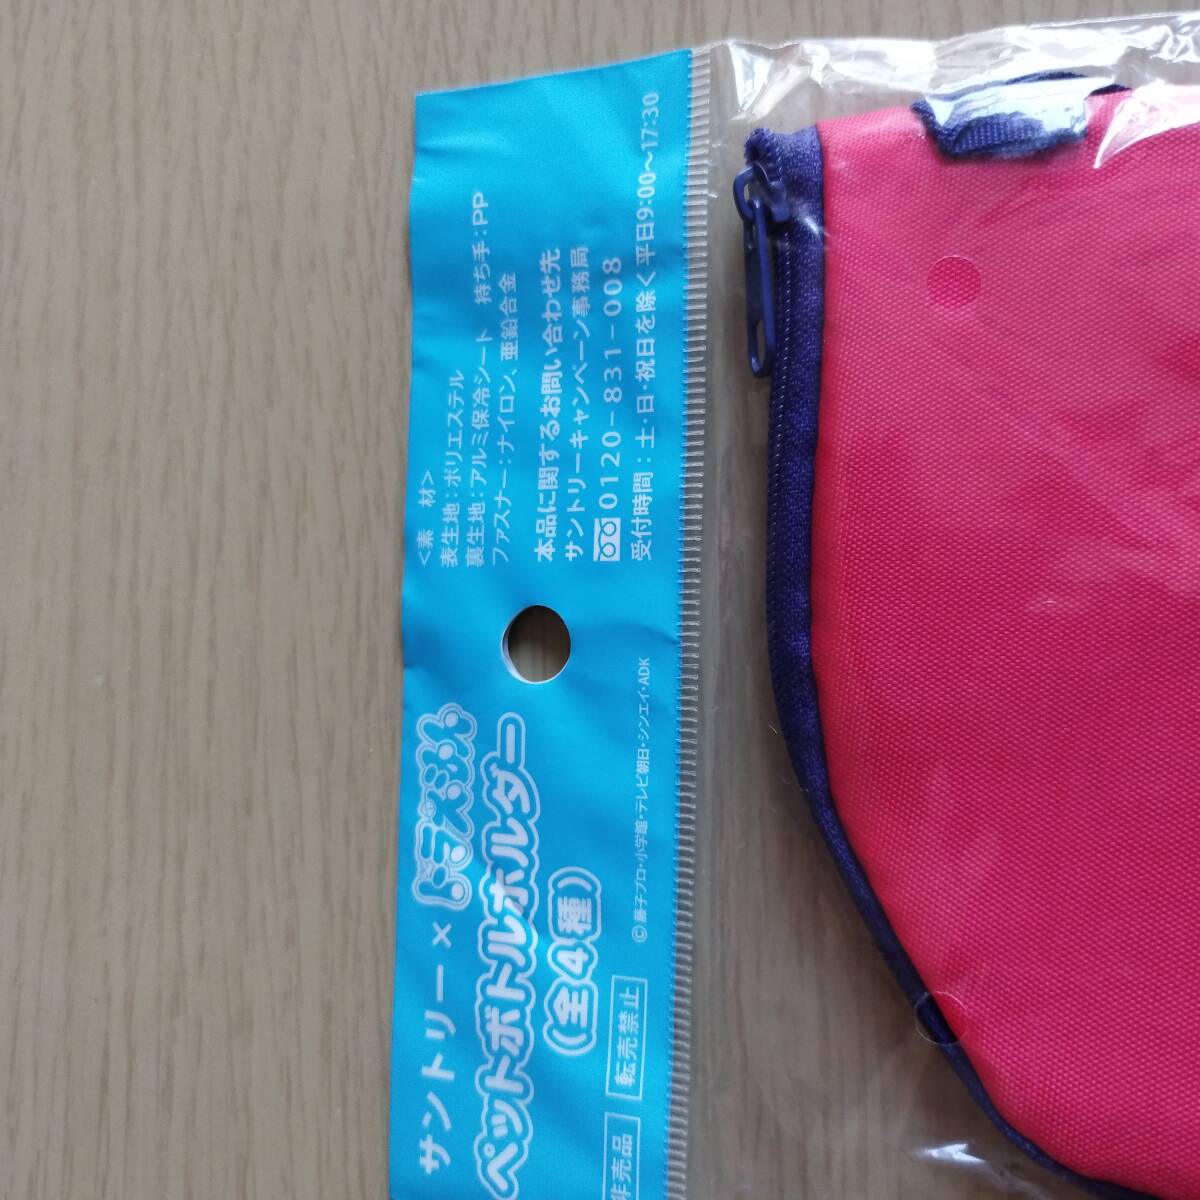 サントリー×ドラえもん
ペットボトルホルダー
(全4種)
非売品 転売禁止
©藤子プロ・小学館・テレビ朝日・シンエイ・ADK
<素 材>
表生地:ポリエステル
裏生地:アルミ保冷シート 持ち手:PP
ファスナー:ナイロン、亜鉛合金
本品に関するお問い合わせ先
サントリーキャンペーン事務局
0120-831-008
受付時間:土・日・祝日を除く平日9:00〜17:30